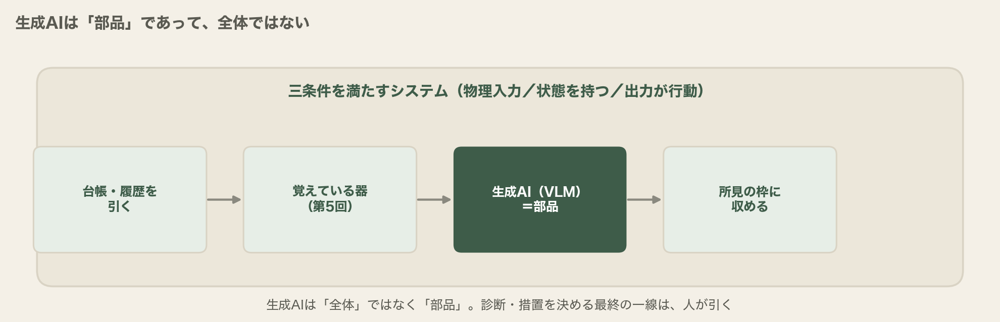 生成AIは「部品」であって、全体ではない
三条件を満たすシステム（物理入力／状態を持つ／出力が行動）
台帳・履歴を
引く
覚えている器
（第5回）
生成AI（VLM）
＝部品
所見の枠に
収める
生成AIは「全体」ではなく「部品」。診断・措置を決める最終の一線は、人が引く